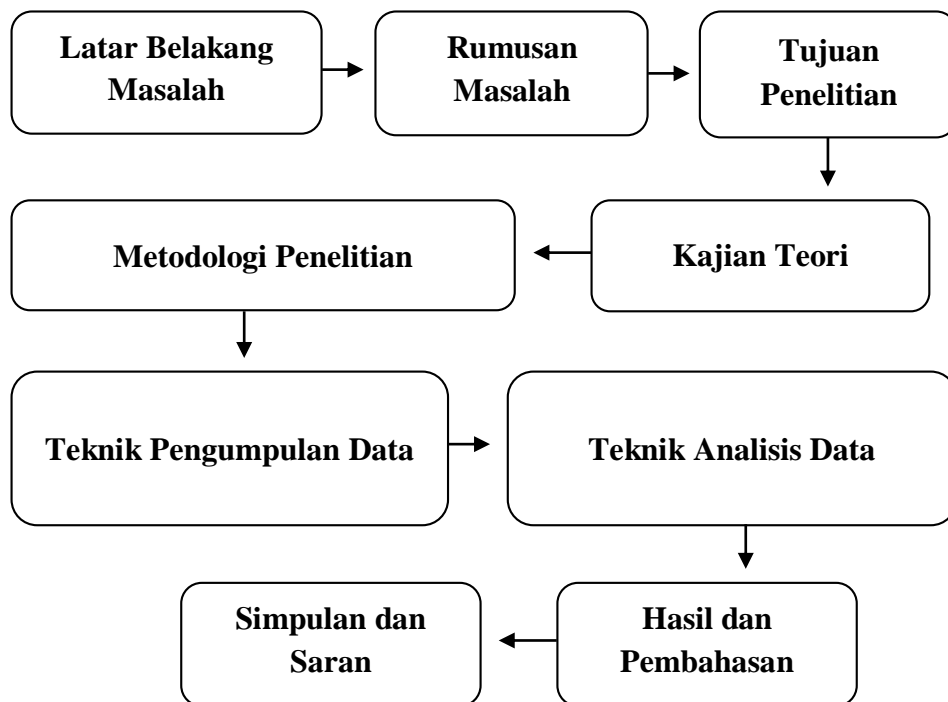 Latar Belakang
Masalah
Rumusan
Masalah
Tujuan
Penelitian
Kajian Teori
Metodologi Penelitian
Teknik Pengumpulan Data
Teknik Analisis Data
Hasil dan
Pembahasan
Simpulan dan
Saran